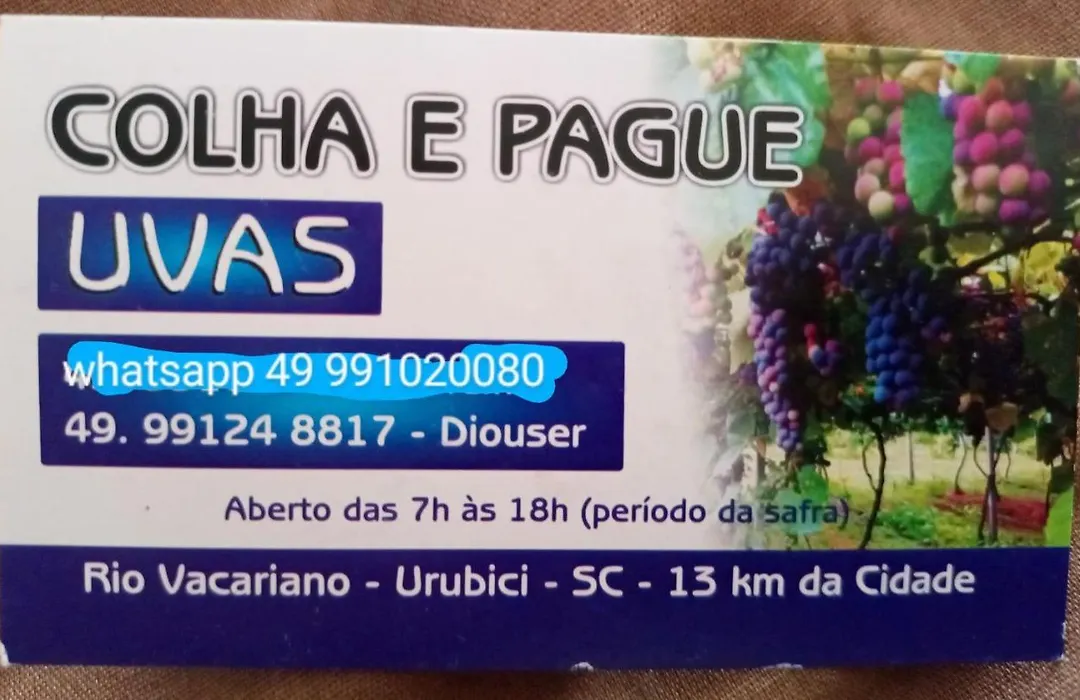 COLHA E PAGUE
UVAS
whatsapp 49 991020080
49. 99124 8817 - Diouser
Aberto das 7h às 18h (período da safra)
Rio Vacariano - Urubici - SC - 13 km da Cidade